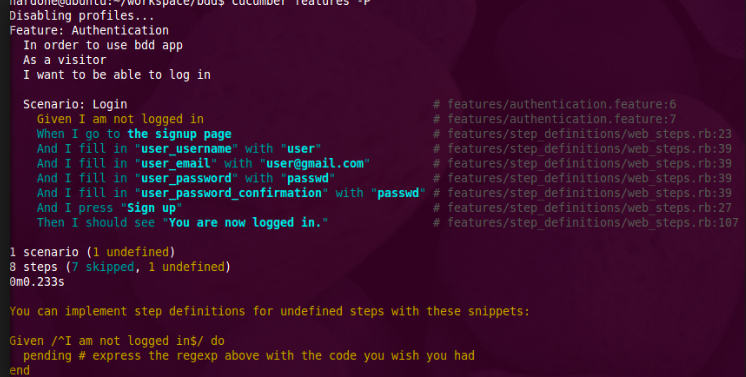 nardone@ubuntu:~/workspace/bdd$ cucumber features -P
Disabling profiles...
Feature: Authentication
  In order to use bdd app
  As a visitor
  I want to be able to log in

  Scenario: Login # features/authentication.feature:6
    Given I am not logged in # features/authentication.feature:7
    When I go to the signup page # features/step_definitions/web_steps.rb:23
    And I fill in "user_username" with "user" # features/step_definitions/web_steps.rb:39
    And I fill in "user_email" with "user@gmail.com" # features/step_definitions/web_steps.rb:39
    And I fill in "user_password" with "passwd" # features/step_definitions/web_steps.rb:39
    And I fill in "user_password_confirmation" with "passwd" # features/step_definitions/web_steps.rb:39
    And I press "Sign up" # features/step_definitions/web_steps.rb:27
    Then I should see "You are now logged in." # features/step_definitions/web_steps.rb:107

1 scenario (1 undefined)
8 steps (7 skipped, 1 undefined)
0m0.233s

You can implement step definitions for undefined steps with these snippets:

Given /^I am not logged in$/ do
  pending # express the regexp above with the code you wish you had
end